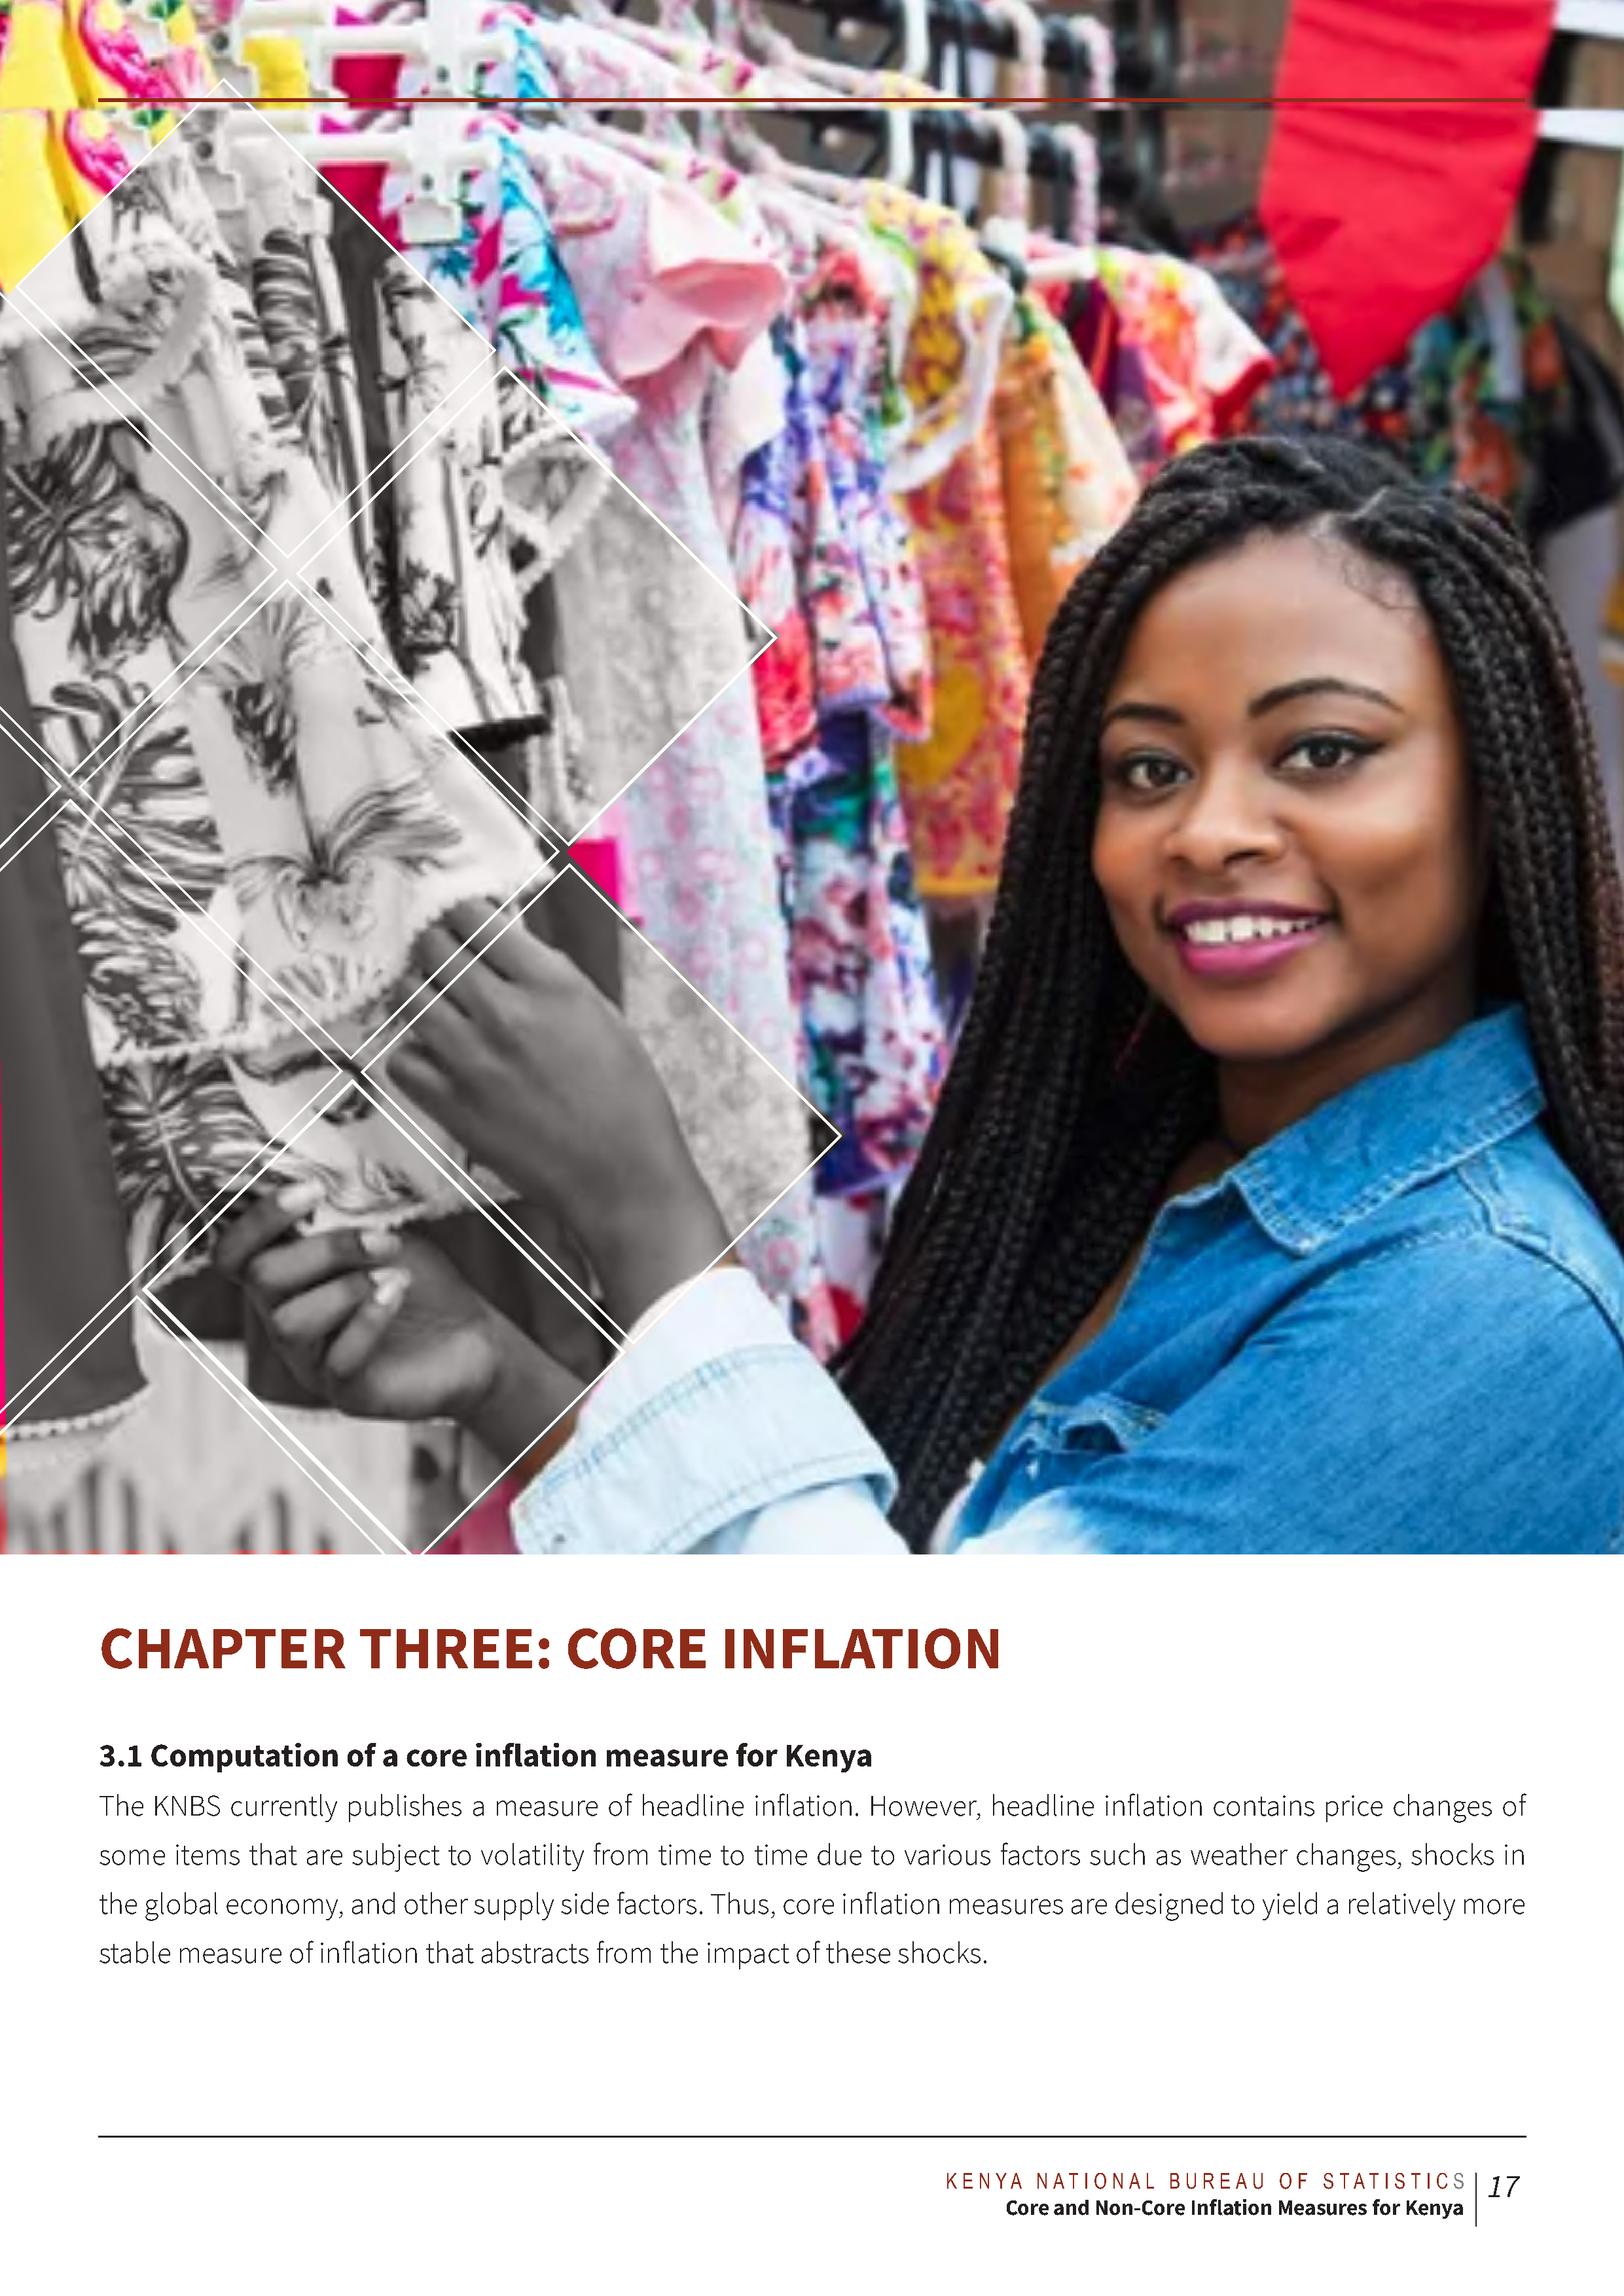 CHAPTER THREE: CORE INFLATION
3.1 Computation of a core inflation measure for Kenya
The KNBS currently publishes a measure of headline inflation. However, headline inflation contains price changes of
some items that are subject to volatility from time to time due to various factors such as weather changes, shocks in
the global economy, and other supply side factors. Thus, core inflation measures are designed to yield a relatively more
stable measure of inflation that abstracts from the impact of these shocks.
KENYA NATIONAL BUREAU OF STATISTICS
Core and Non-Core Inflation Measures for Kenya
17